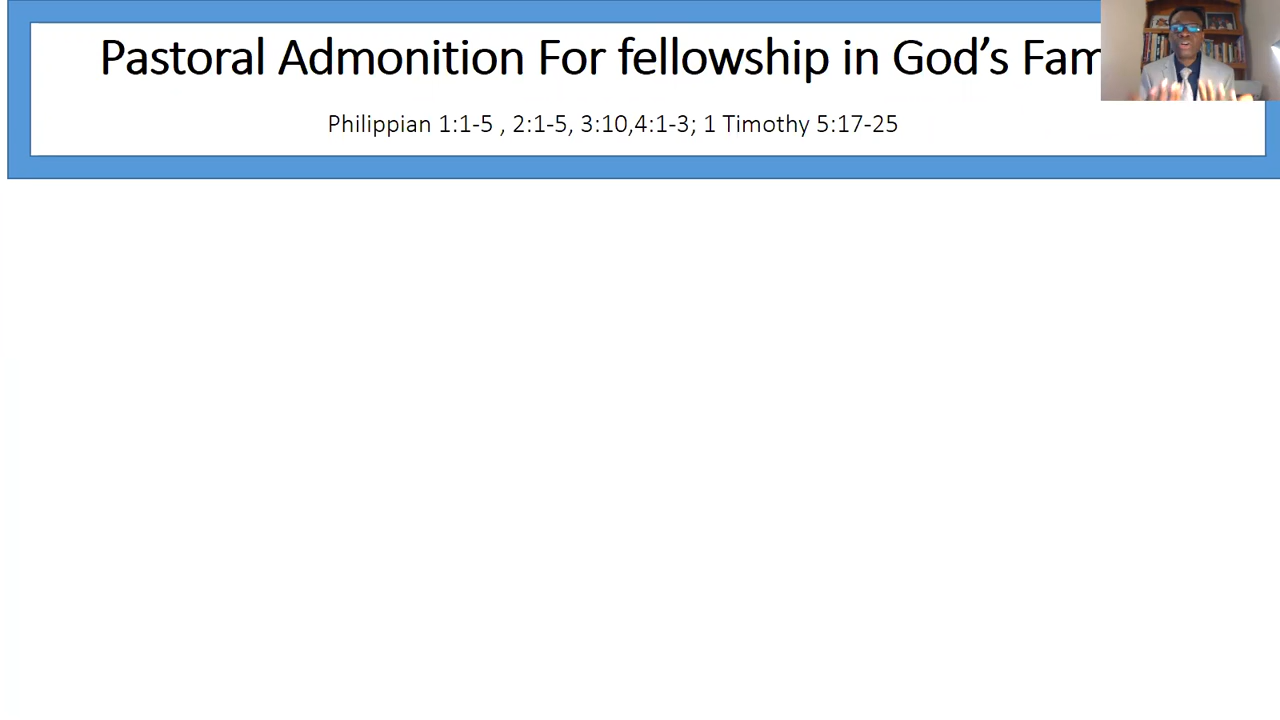 Pastoral Admonition For fellowship in God’s Fam
Philippian 1:1-5 , 2:1-5, 3:10,4:1-3; 1 Timothy 5:17-25